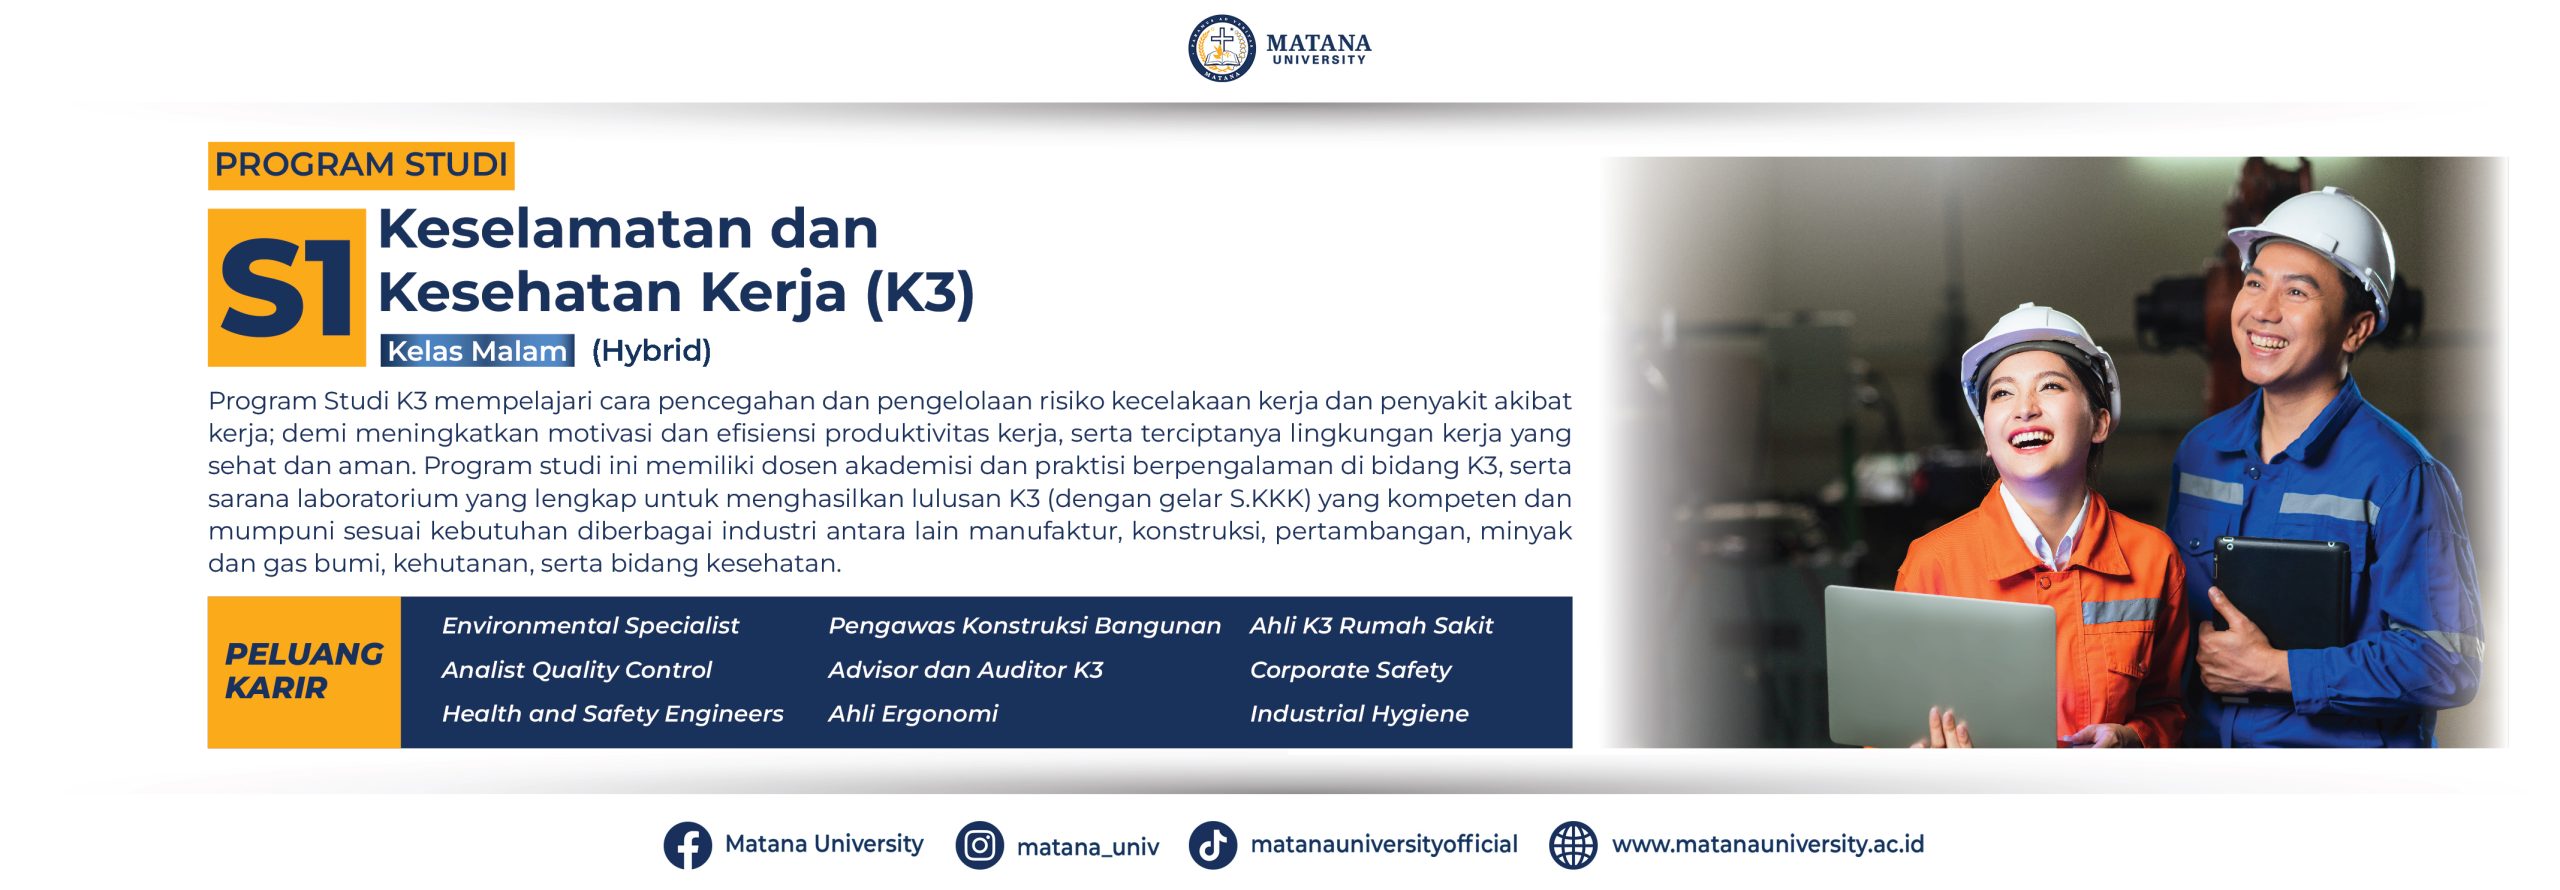 MATANA
UNIVERSITY
MATANA
PROGRAM STUDI
S1
Keselamatan dan
Kesehatan Kerja (K3)
Kelas Malam (Hybrid)
Program Studi K3 mempelajari cara pencegahan dan pengelolaan risiko kecelakaan kerja dan penyakit akibat
kerja; demi meningkatkan motivasi dan efisiensi produktivitas kerja, serta terciptanya lingkungan kerja yang
sehat dan aman. Program studi ini memiliki dosen akademisi dan praktisi berpengalaman di bidang K3, serta
sarana laboratorium yang lengkap untuk menghasilkan lulusan K3 (dengan gelar S.KKK) yang kompeten dan
mumpuni sesuai kebutuhan diberbagai industri antara lain manufaktur, konstruksi, pertambangan, minyak
dan gas bumi, kehutanan, serta bidang kesehatan.
PELUANG
KARIR
Environmental Specialist
Analist Quality Control
Health and Safety Engineers
Pengawas Konstruksi Bangunan
Advisor dan Auditor K3
Ahli Ergonomi
Ahli K3 Rumah Sakit
Corporate Safety
Industrial Hygiene
Matana University
matana_univ
matanauniversityofficial
www.matanauniversity.ac.id